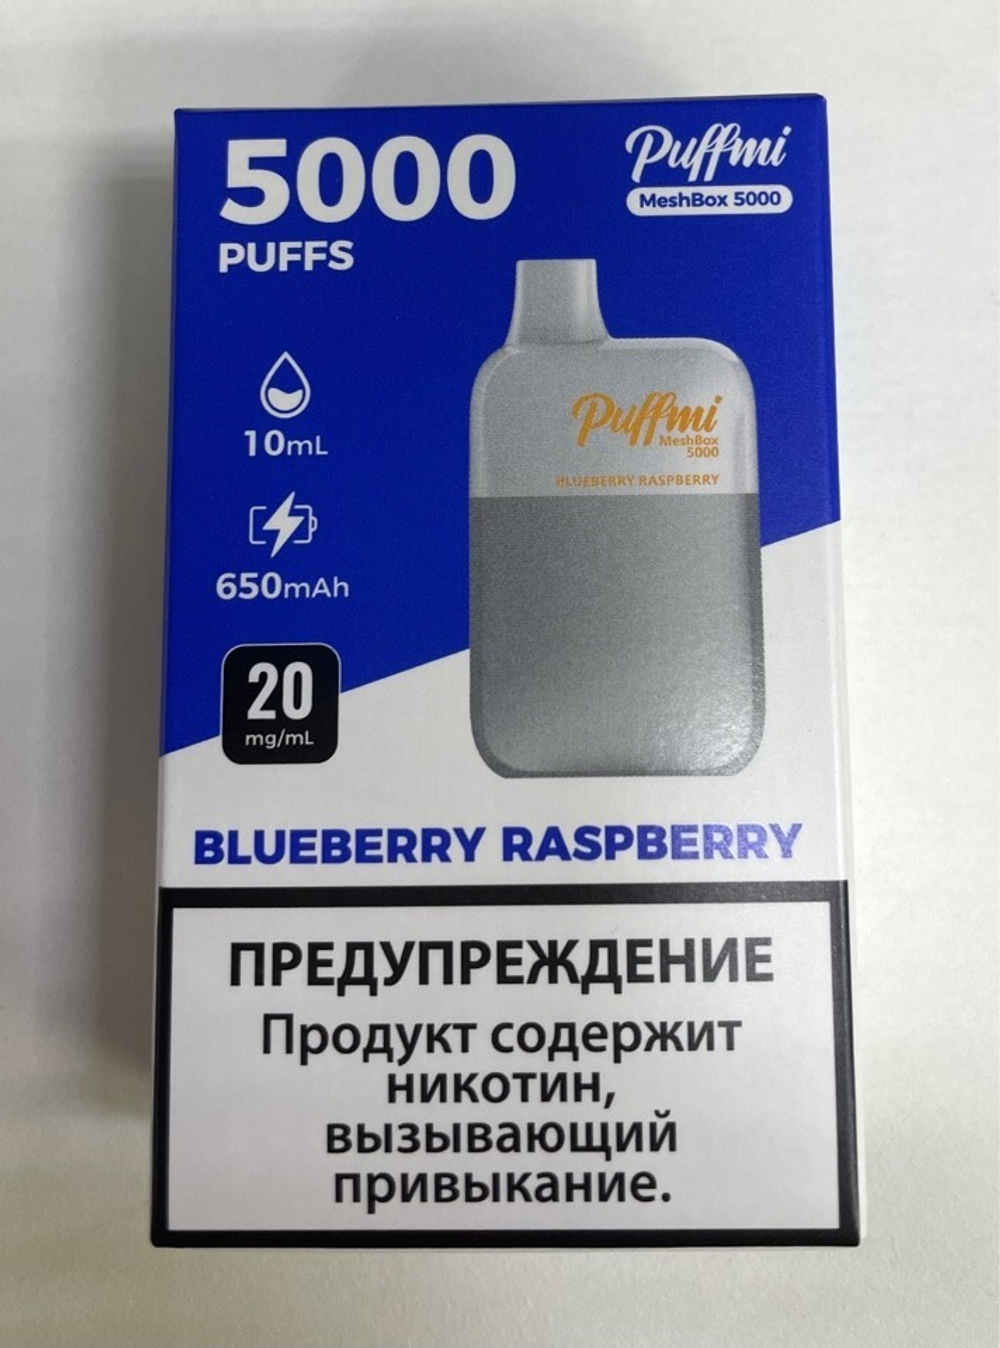 5000
PUFFS
Puffmi
MeshBox 5000
10mL
650mAh
20
mg/mL
Puffmi
MeshBox
5000
BLUEBERRY RASPBERRY
BLUEBERRY RASPBERRY
ПРЕДУПРЕЖДЕНИЕ
Продукт содержит
никотин,
вызывающий
привыкание.